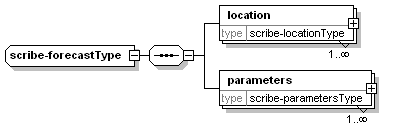 location
type scribe-locationType
1..∞
scribe-forecastType
parameters
type scribe-parametersType
1..∞